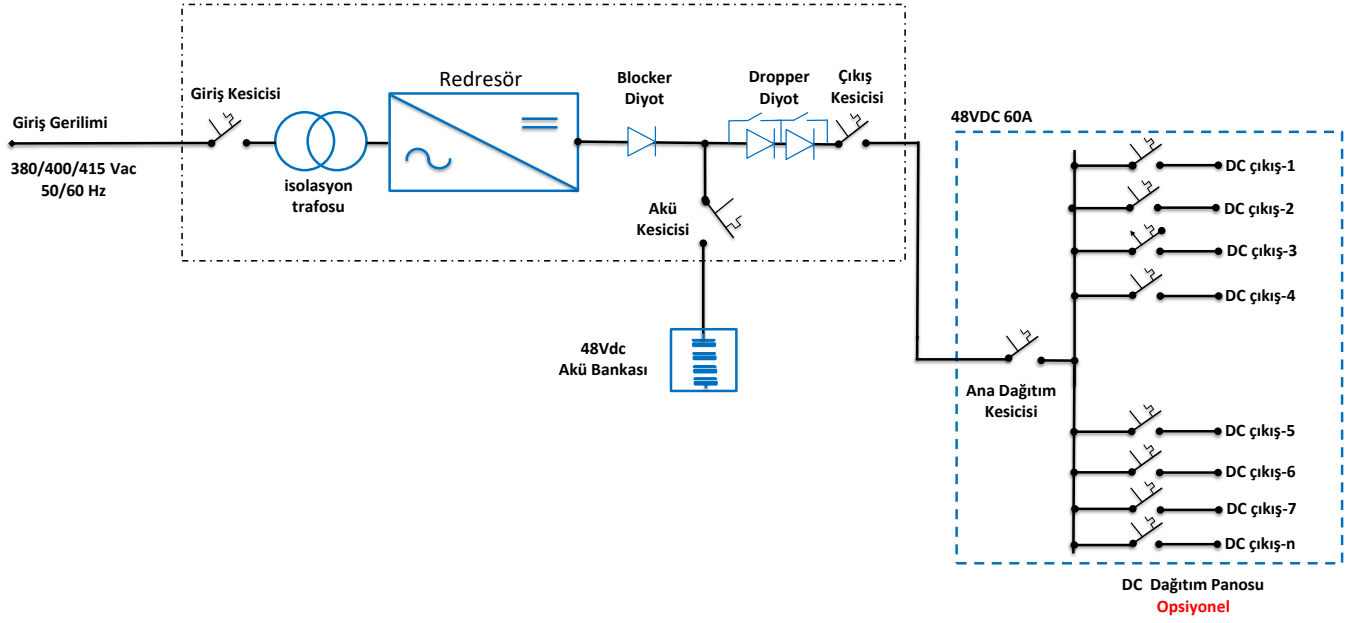 Giriş Gerilimi
380/400/415 Vac
50/60 Hz
Giriş Kesicisi
isolasyon
trafosu
Redresör
Blocker
Diyot
Dropper
Diyot
Çıkış
Kesicisi
Akü
Kesicisi
48Vdc
Akü Bankası
48VDC 60A
Ana Dağıtım
Kesicisi
DC çıkış-1
DC çıkış-2
DC çıkış-3
DC çıkış-4
DC çıkış-5
DC çıkış-6
DC çıkış-7
DC çıkış-n
DC Dağıtım Panosu
Opsiyonel